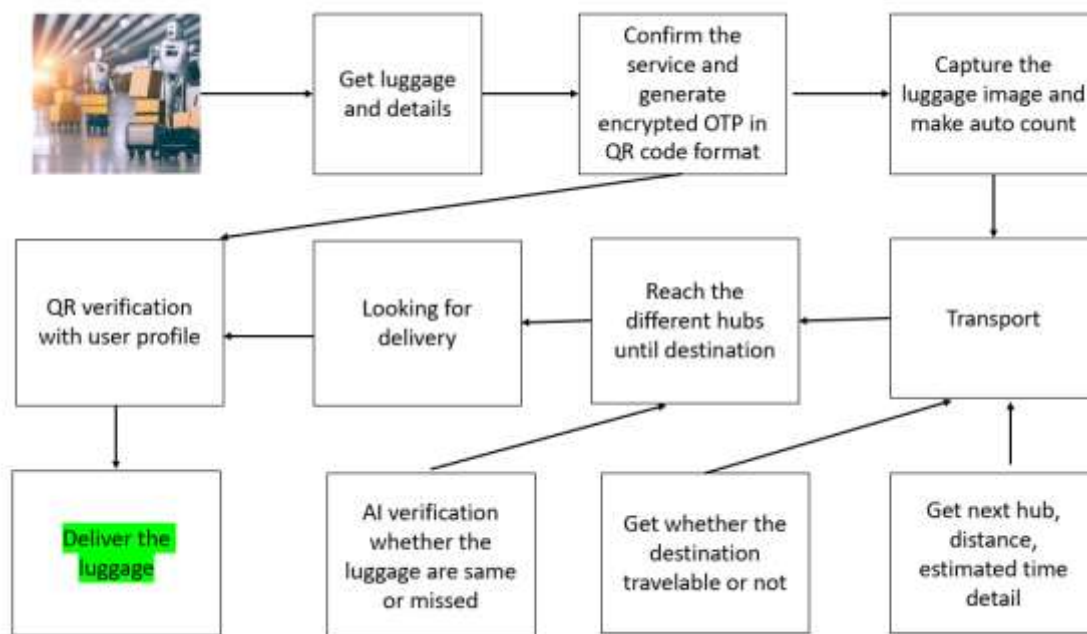 Get luggage
and details
Confirm the
service and
generate
encrypted OTP in
QR code format
Capture the
luggage image and
make auto count
QR verification
with user profile
Looking for
delivery
Reach the
different hubs
until destination
Transport
Deliver the
luggage
AI verification
whether the
luggage are same
or missed
Get whether the
destination
travelable or not
Get next hub,
distance,
estimated time
detail